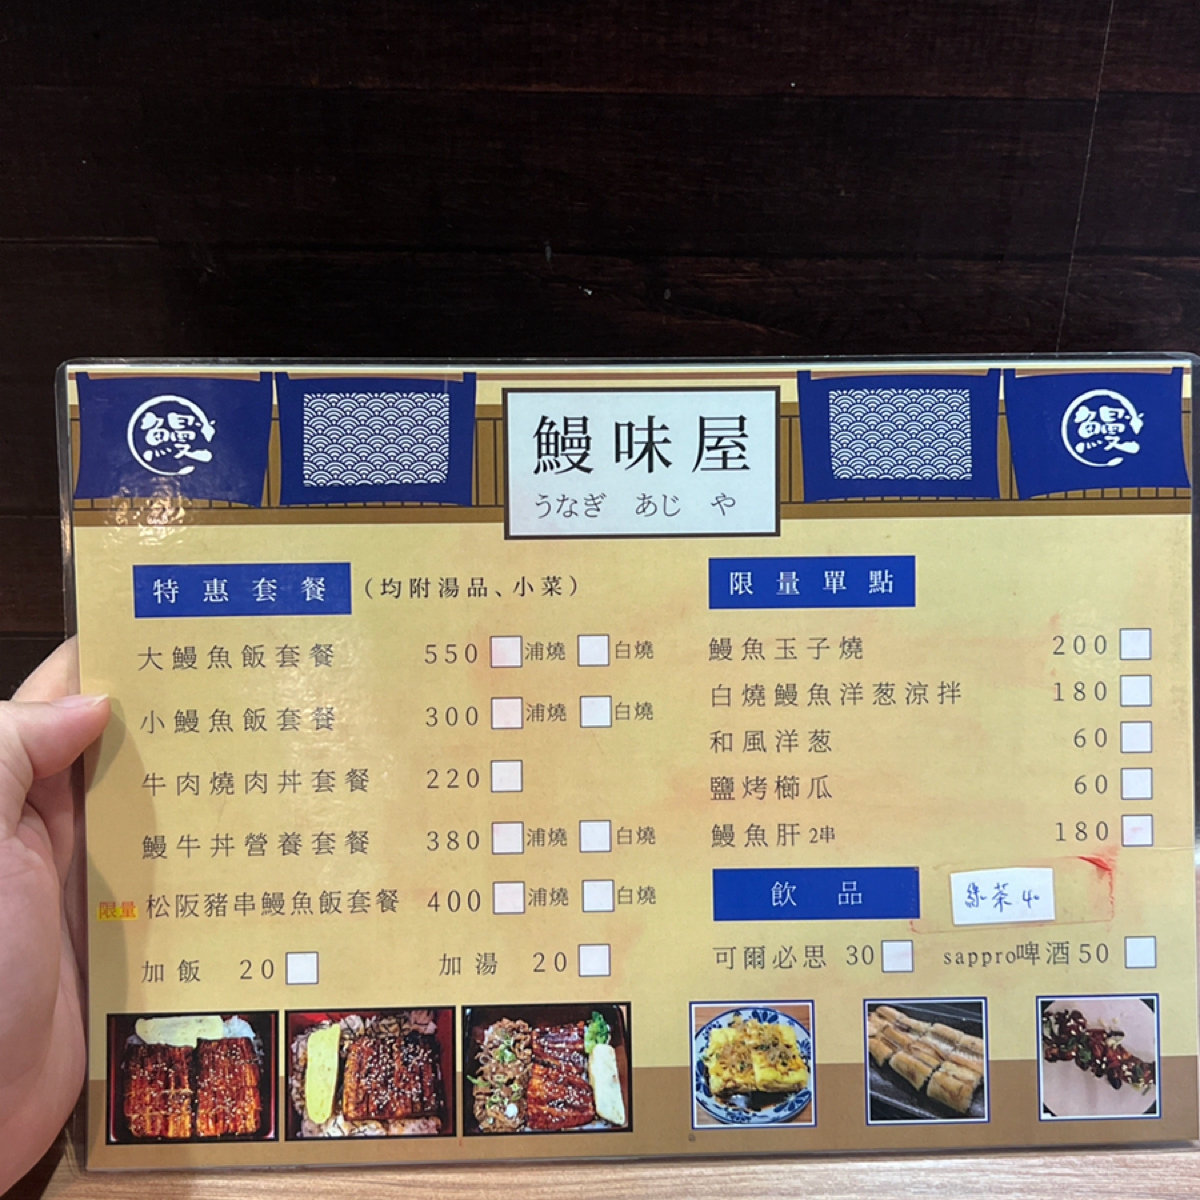 鰻
鰻
鰻味屋
うなぎ あじ や
特惠套餐 (均附湯品、小菜)
大鰻魚飯套餐 550 浦燒 白燒
小鰻魚飯套餐 300 浦燒 白燒
牛肉燒肉丼套餐 220
鰻牛丼營養套餐 380 浦燒 白燒
限量 松阪豬串鰻魚飯套餐 400 浦燒 白燒
加飯 20 加湯 20
限量單點
鰻魚玉子燒 200
白燒鰻魚洋葱涼拌 180
和風洋葱 60
鹽烤櫛瓜 60
鰻魚肝 2串 180
飲品 綠茶 40
可爾必思 30 sappro啤酒 50